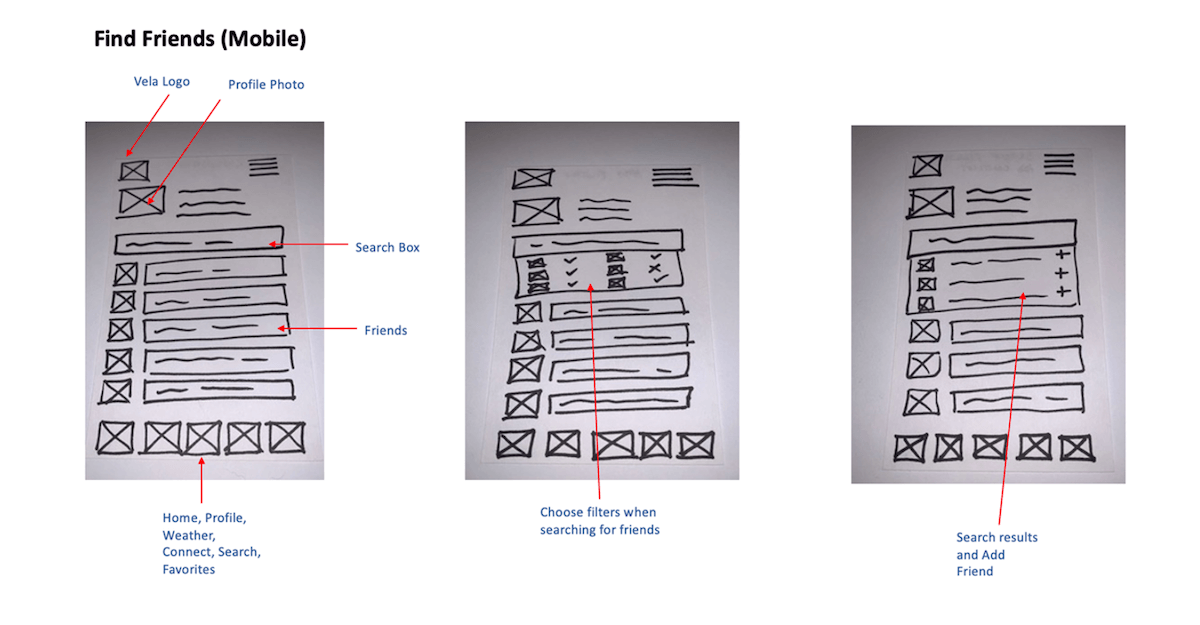 Find Friends (Mobile)
Vela Logo
Profile Photo
Search Box
Friends
Home, Profile,
Weather,
Connect, Search,
Favorites
Choose filters when
searching for friends
Search results
and Add
Friend